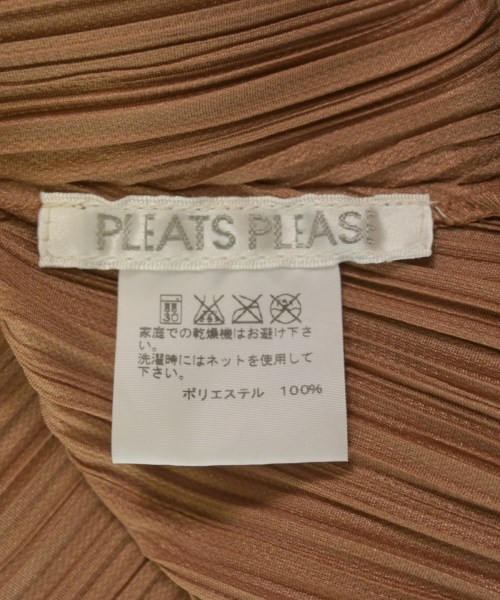 PLEATS PLEASE
30
家庭での乾燥機はお避け下さ
い。
洗濯時にはネットを使用して
下さい。
ポリエステル 100%